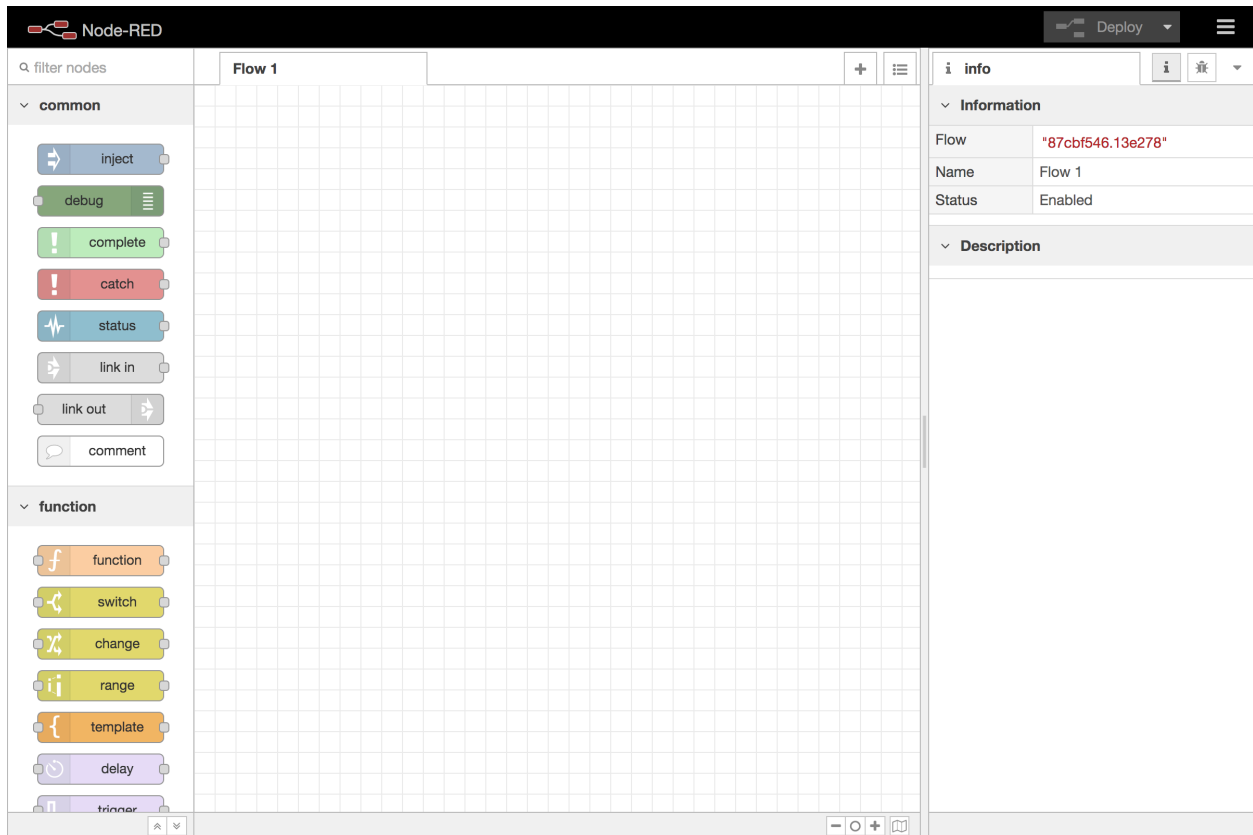 Node-RED
Deploy
filter nodes
Flow 1
info
common
Information
inject
Flow "87cbf546.13e278"
Name Flow 1
debug
Status Enabled
complete
Description
catch
status
link in
link out
comment
function
function
switch
change
range
template
delay
trigger